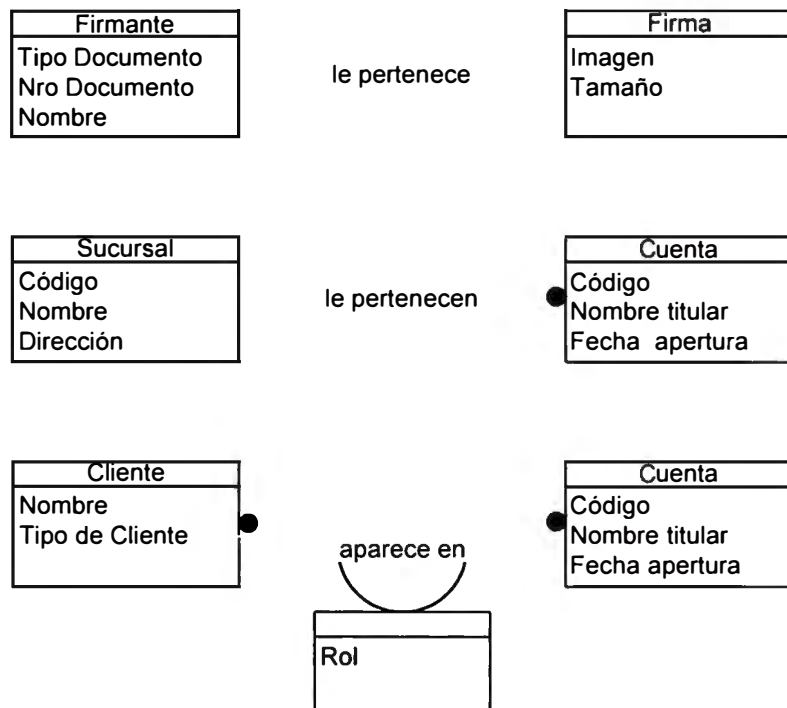 Firmante
Tipo Documento
Nro Documento
Nombre
le pertenece
Firma
Imagen
Tamaño
Sucursal
Código
Nombre
Dirección
le pertenecen
Cuenta
Código
Nombre titular
Fecha apertura
Cliente
Nombre
Tipo de Cliente
aparece en
Rol
Cuenta
Código
Nombre titular
Fecha apertura